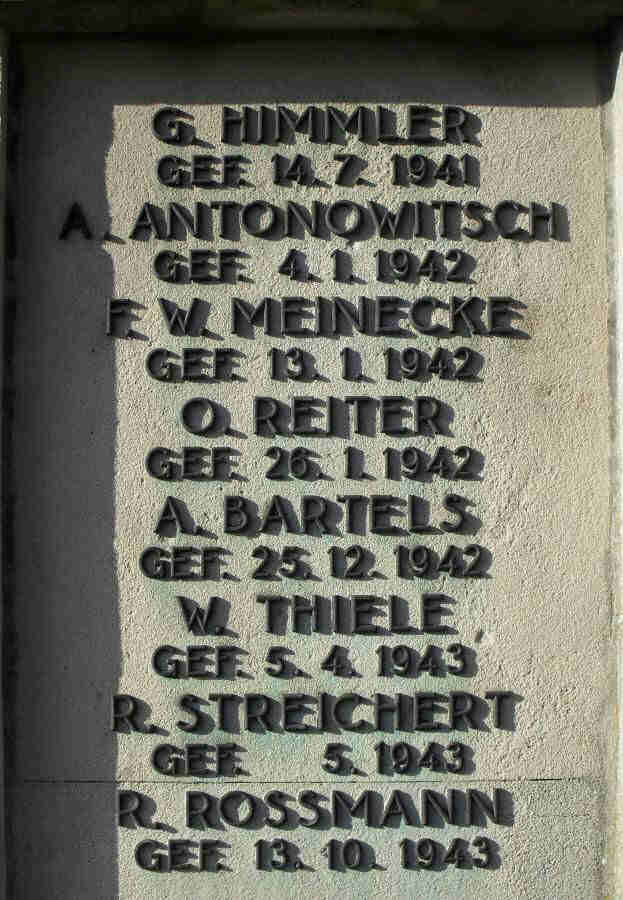 G. HIMMLER
GEF. 14. 7. 1941
A. ANTONOWITSCH
GEF. 4. 1. 1942
F. W. MEINECKE
GEF. 13. 1. 1942
O. REITER
GEF. 26. 1. 1942
A. BARTELS
GEF. 25. 12. 1942
W. THIELE
GEF. 5. 4. 1943
R. STREICHERT
GEF. 5. 1943
R. ROSSMANN
GEF. 13. 10. 1943